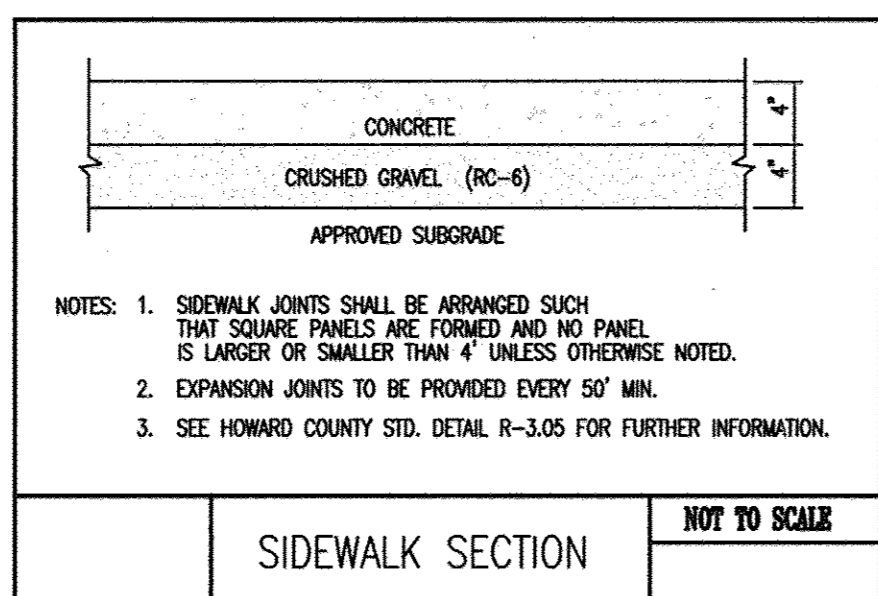 CONCRETE
4"
CRUSHED GRAVEL (RC-6)
4"
APPROVED SUBGRADE
NOTES: 1. SIDEWALK JOINTS SHALL BE ARRANGED SUCH
THAT SQUARE PANELS ARE FORMED AND NO PANEL
IS LARGER OR SMALLER THAN 4' UNLESS OTHERWISE NOTED.
2. EXPANSION JOINTS TO BE PROVIDED EVERY 50' MIN.
3. SEE HOWARD COUNTY STD. DETAIL R-3.05 FOR FURTHER INFORMATION.
SIDEWALK SECTION
NOT TO SCALE